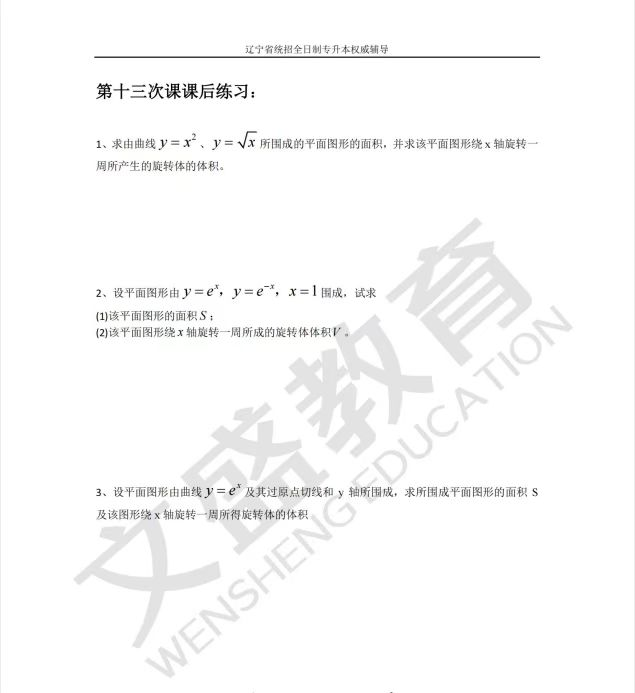 辽宁省统招全日制专升本权威辅导
第十三次课课后练习：
1、求由曲线 y = x²、y = √x 所围成的平面图形的面积，并求该平面图形绕 x 轴旋转一
周所产生的旋转体的体积。
2、设平面图形由 y = eˣ，y = e⁻ˣ，x = 1 围成，试求
(1)该平面图形的面积 S；
(2)该平面图形绕 x 轴旋转一周所成的旋转体体积 V 。
3、设平面图形由曲线 y = eˣ 及其过原点切线和 y 轴所围成，求所围成平面图形的面积 S
及该图形绕 x 轴旋转一周所得旋转体的体积
文盛教育
WENSHENG EDUCATION